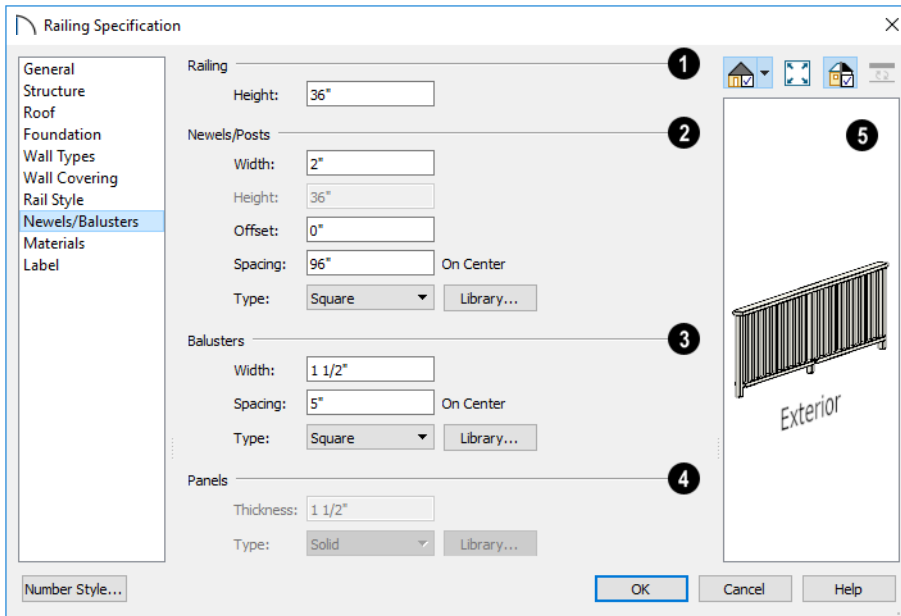 Railing Specification
General
Structure
Roof
Foundation
Wall Types
Wall Covering
Rail Style
Newels/Balusters
Materials
Label
Railing 1
Height: 36"
Newels/Posts 2
Width: 2"
Height: 36"
Offset: 0"
Spacing: 96" On Center
Type: Square Library...
Balusters 3
Width: 1 1/2"
Spacing: 5" On Center
Type: Square Library...
Panels 4
Thickness: 1 1/2"
Type: Solid Library...
5
Exterior
Number Style...
OK
Cancel
Help